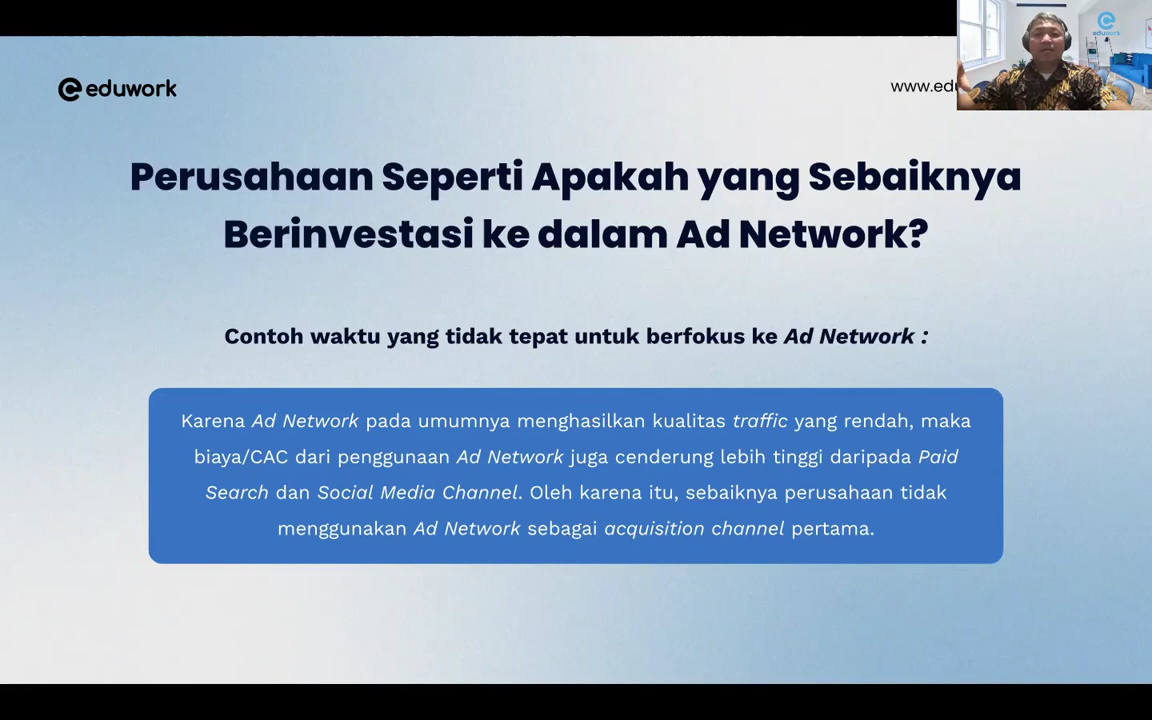 eduwork
www.edu
eduwork
Perusahaan Seperti Apakah yang Sebaiknya
Berinvestasi ke dalam Ad Network?
Contoh waktu yang tidak tepat untuk berfokus ke Ad Network :
Karena Ad Network pada umumnya menghasilkan kualitas traffic yang rendah, maka
biaya/CAC dari penggunaan Ad Network juga cenderung lebih tinggi daripada Paid
Search dan Social Media Channel. Oleh karena itu, sebaiknya perusahaan tidak
menggunakan Ad Network sebagai acquisition channel pertama.